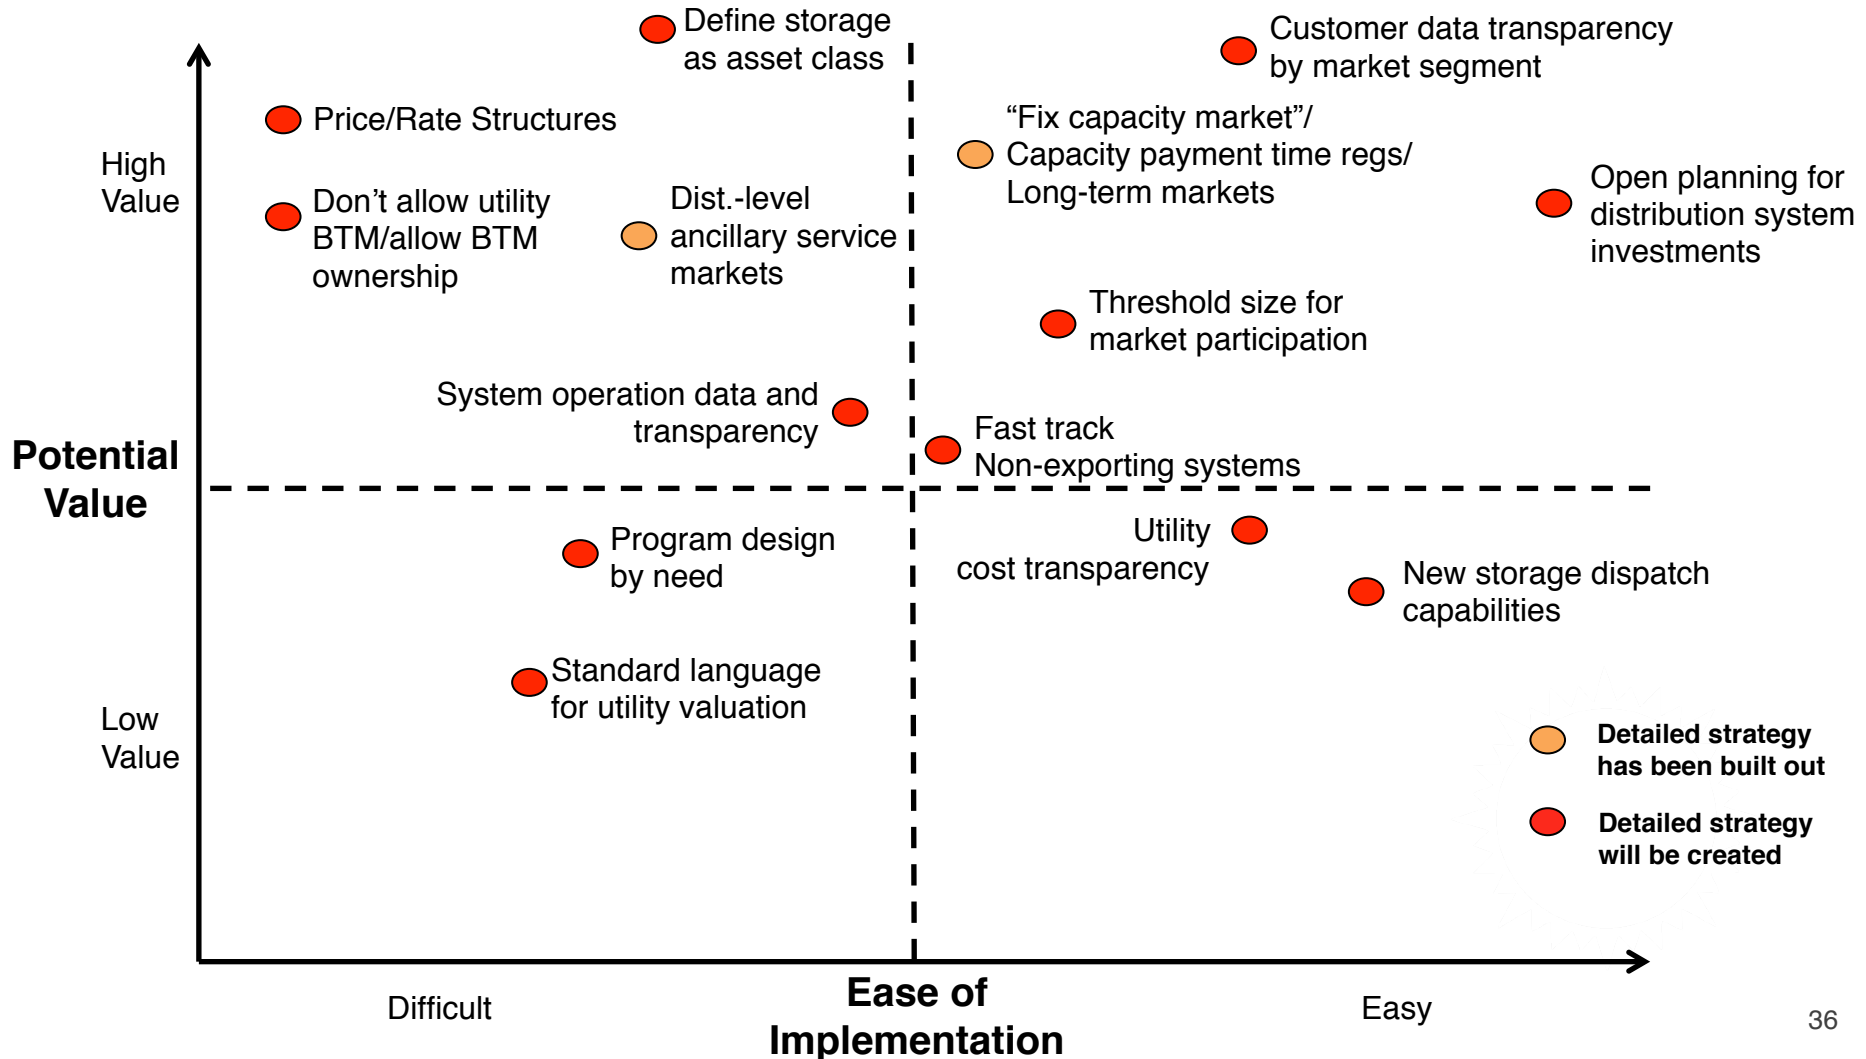 Define storage
as asset class
Customer data transparency
by market segment
Price/Rate Structures
“Fix capacity market”/
Capacity payment time regs/
Long-term markets
High
Value
Don’t allow utility
BTM/allow BTM
ownership
Dist.-level
ancillary service
markets
Open planning for
distribution system
investments
Threshold size for
market participation
System operation data and
transparency
Fast track
Non-exporting systems
Potential
Value
Program design
by need
Utility
cost transparency
New storage dispatch
capabilities
Standard language
for utility valuation
Low
Value
Detailed strategy
has been built out
Detailed strategy
will be created
Difficult
Ease of
Implementation
Easy
36